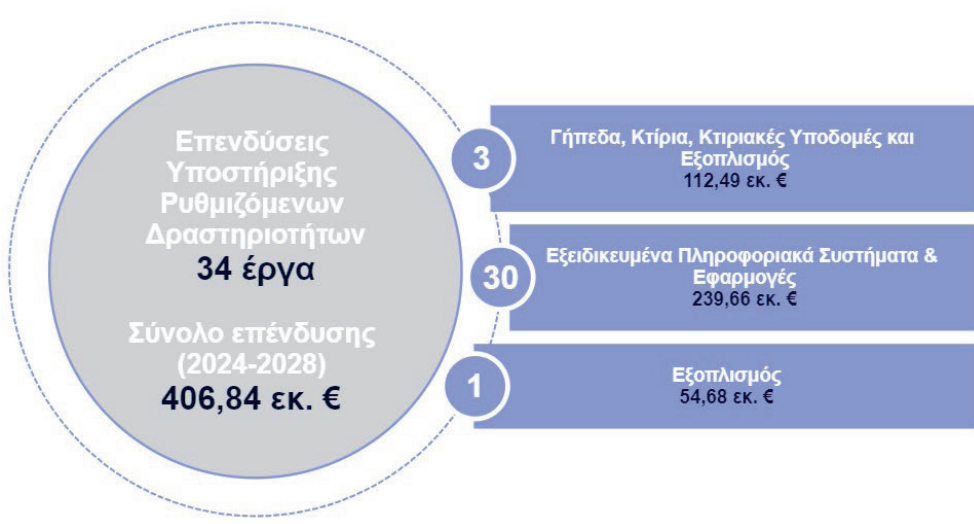 Επενδύσεις
Υποστήριξης
Ρυθμιζόμενων
Δραστηριοτήτων
34 έργα
Σύνολο επένδυσης
(2024-2028)
406,84 εκ. €
3
Γήπεδα, Κτίρια, Κτιριακές Υποδομές και
Εξοπλισμός
112,49 εκ. €
30
Εξειδικευμένα Πληροφοριακά Συστήματα &
Εφαρμογές
239,66 εκ. €
1
Εξοπλισμός
54,68 εκ. €